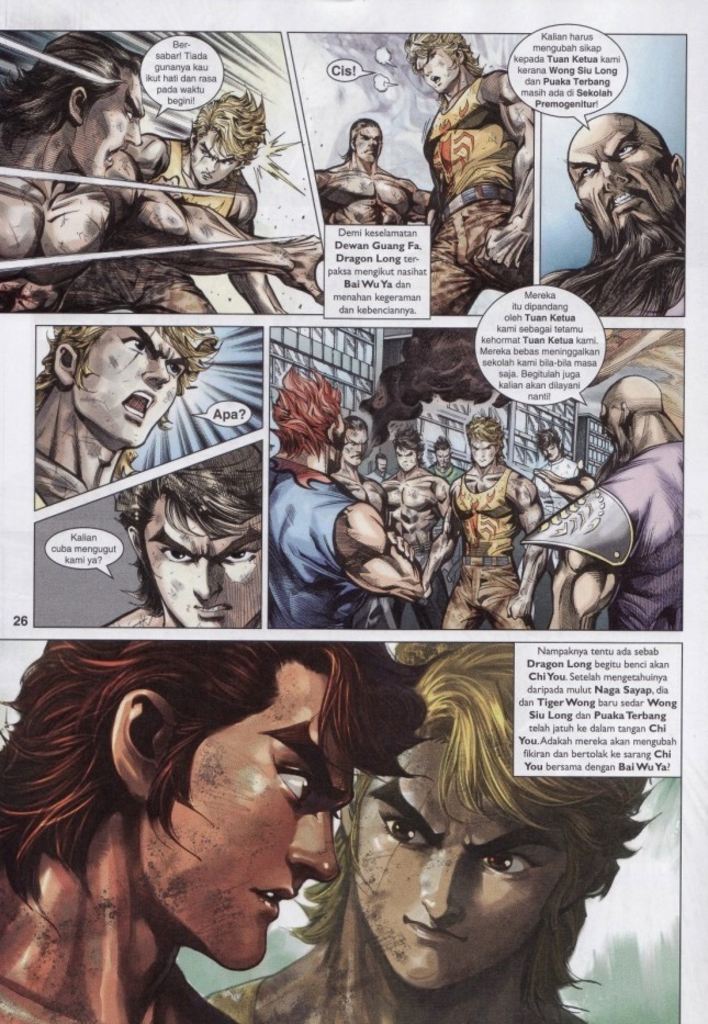 Ber-
sabar! Tiada
gunanya kau
ikut hati dan rasa
pada waktu
begini!
Cis!
Demi keselamatan
Dewan Guang Fa,
Dragon Long ter-
paksa mengikut nasihat
Bai Wu Ya dan
menahan kegeraman
dan kebenciannya.
Kalian harus
mengubah sikap
kepada Tuan Ketua
kami kerana
Wong Siu Long
dan Puaka Terbang
masih ada di Sekolah
Premogenitur!
Apa?
Kalian
cuba mengugut
kami ya?
Mereka
itu dipandang
oleh Tuan Ketua
kami sebagai tetamu
kehormat Tuan Ketua kami.
Mereka bebas meninggalkan
sekolah kami bila-bila masa
saja. Begitulah juga
kalian akan dilayani
nanti!
26
Nampaknya tentu ada sebab
Dragon Long begitu benci akan
Chi You. Setelah mengetahuinya
daripada mulut Naga Sayap, dia
dan Tiger Wong baru sedar Wong
Siu Long dan Puaka Terbang
telah jatuh ke dalam tangan Chi
You. Adakah mereka akan mengubah
fikiran dan bertolak ke sarang Chi
You bersama dengan Bai Wu Ya?